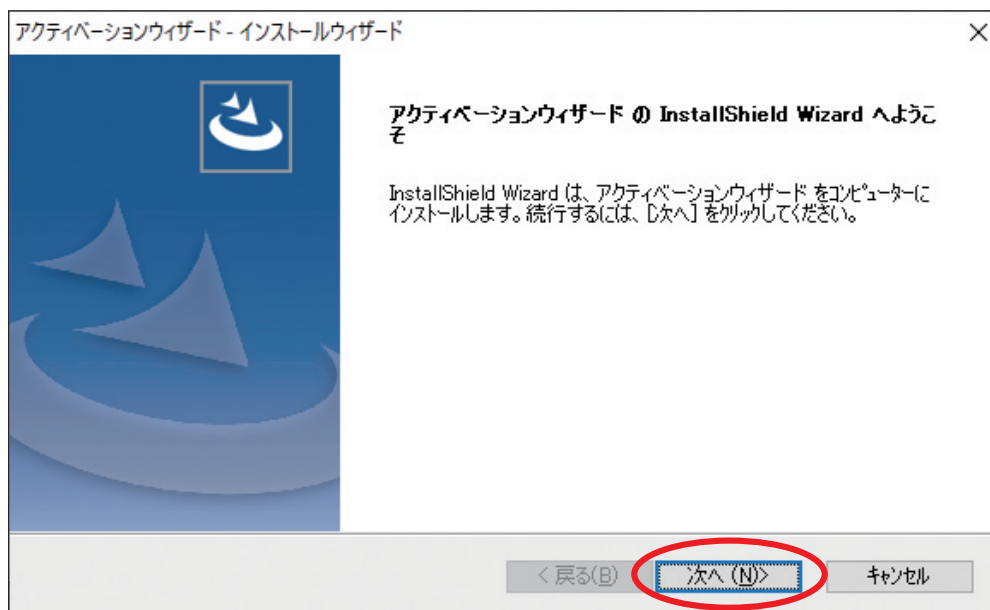 アクティベーションウィザード - インストールウィザード
アクティベーションウィザード の InstallShield Wizard へようこ
そ
InstallShield Wizard は、アクティベーションウィザード をコンピューターに
インストールします。続行するには、[次へ] をクリックしてください。
< 戻る(B) 次へ (N)> キャンセル